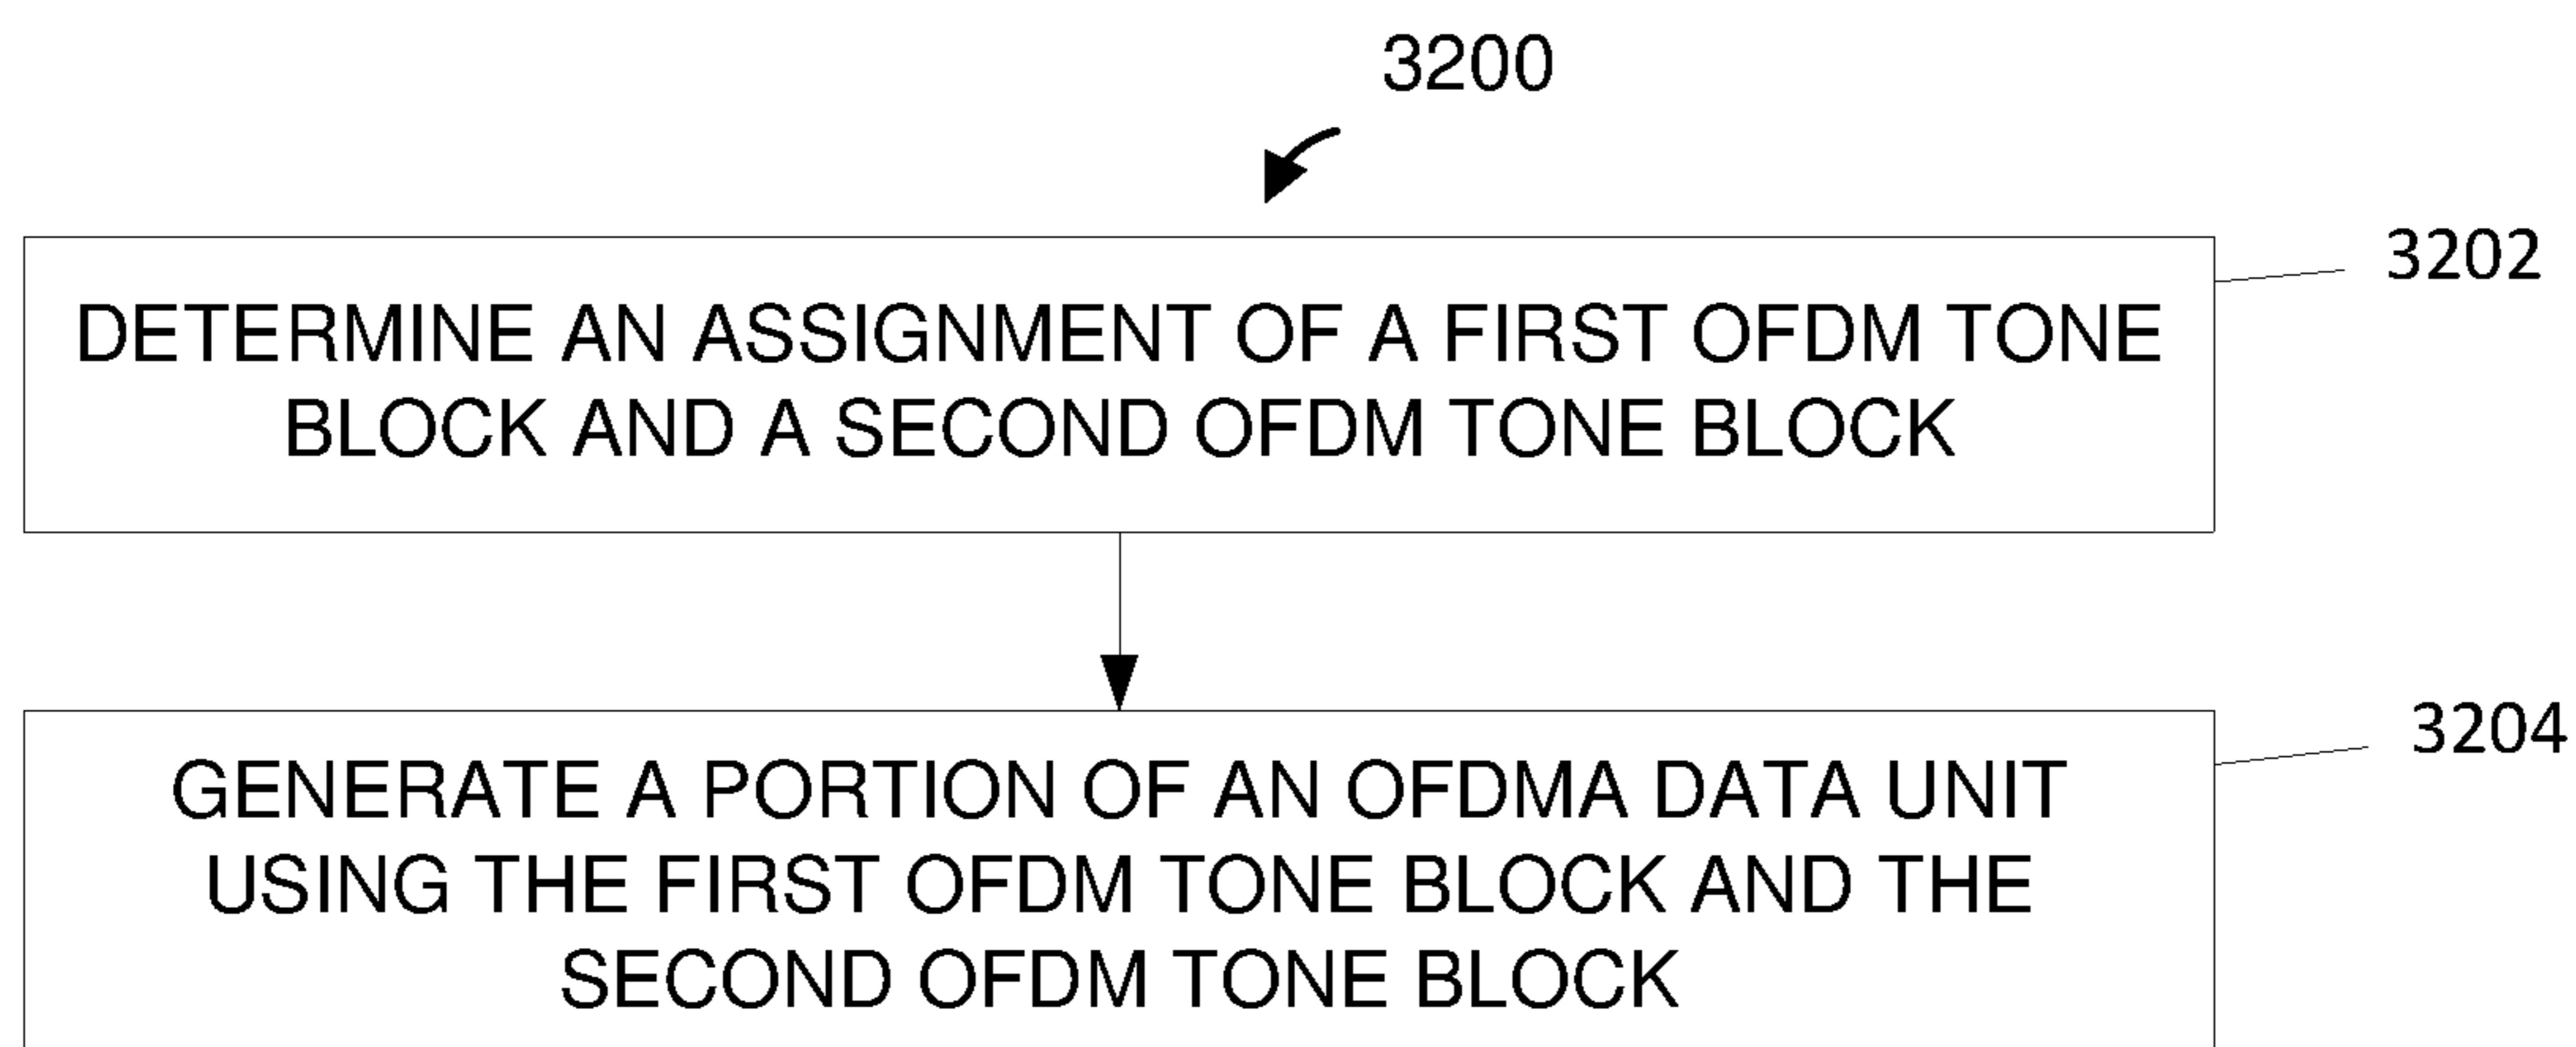 3200
3202
DETERMINE AN ASSIGNMENT OF A FIRST OFDM TONE
BLOCK AND A SECOND OFDM TONE BLOCK
3204
GENERATE A PORTION OF AN OFDMA DATA UNIT
USING THE FIRST OFDM TONE BLOCK AND THE
SECOND OFDM TONE BLOCK